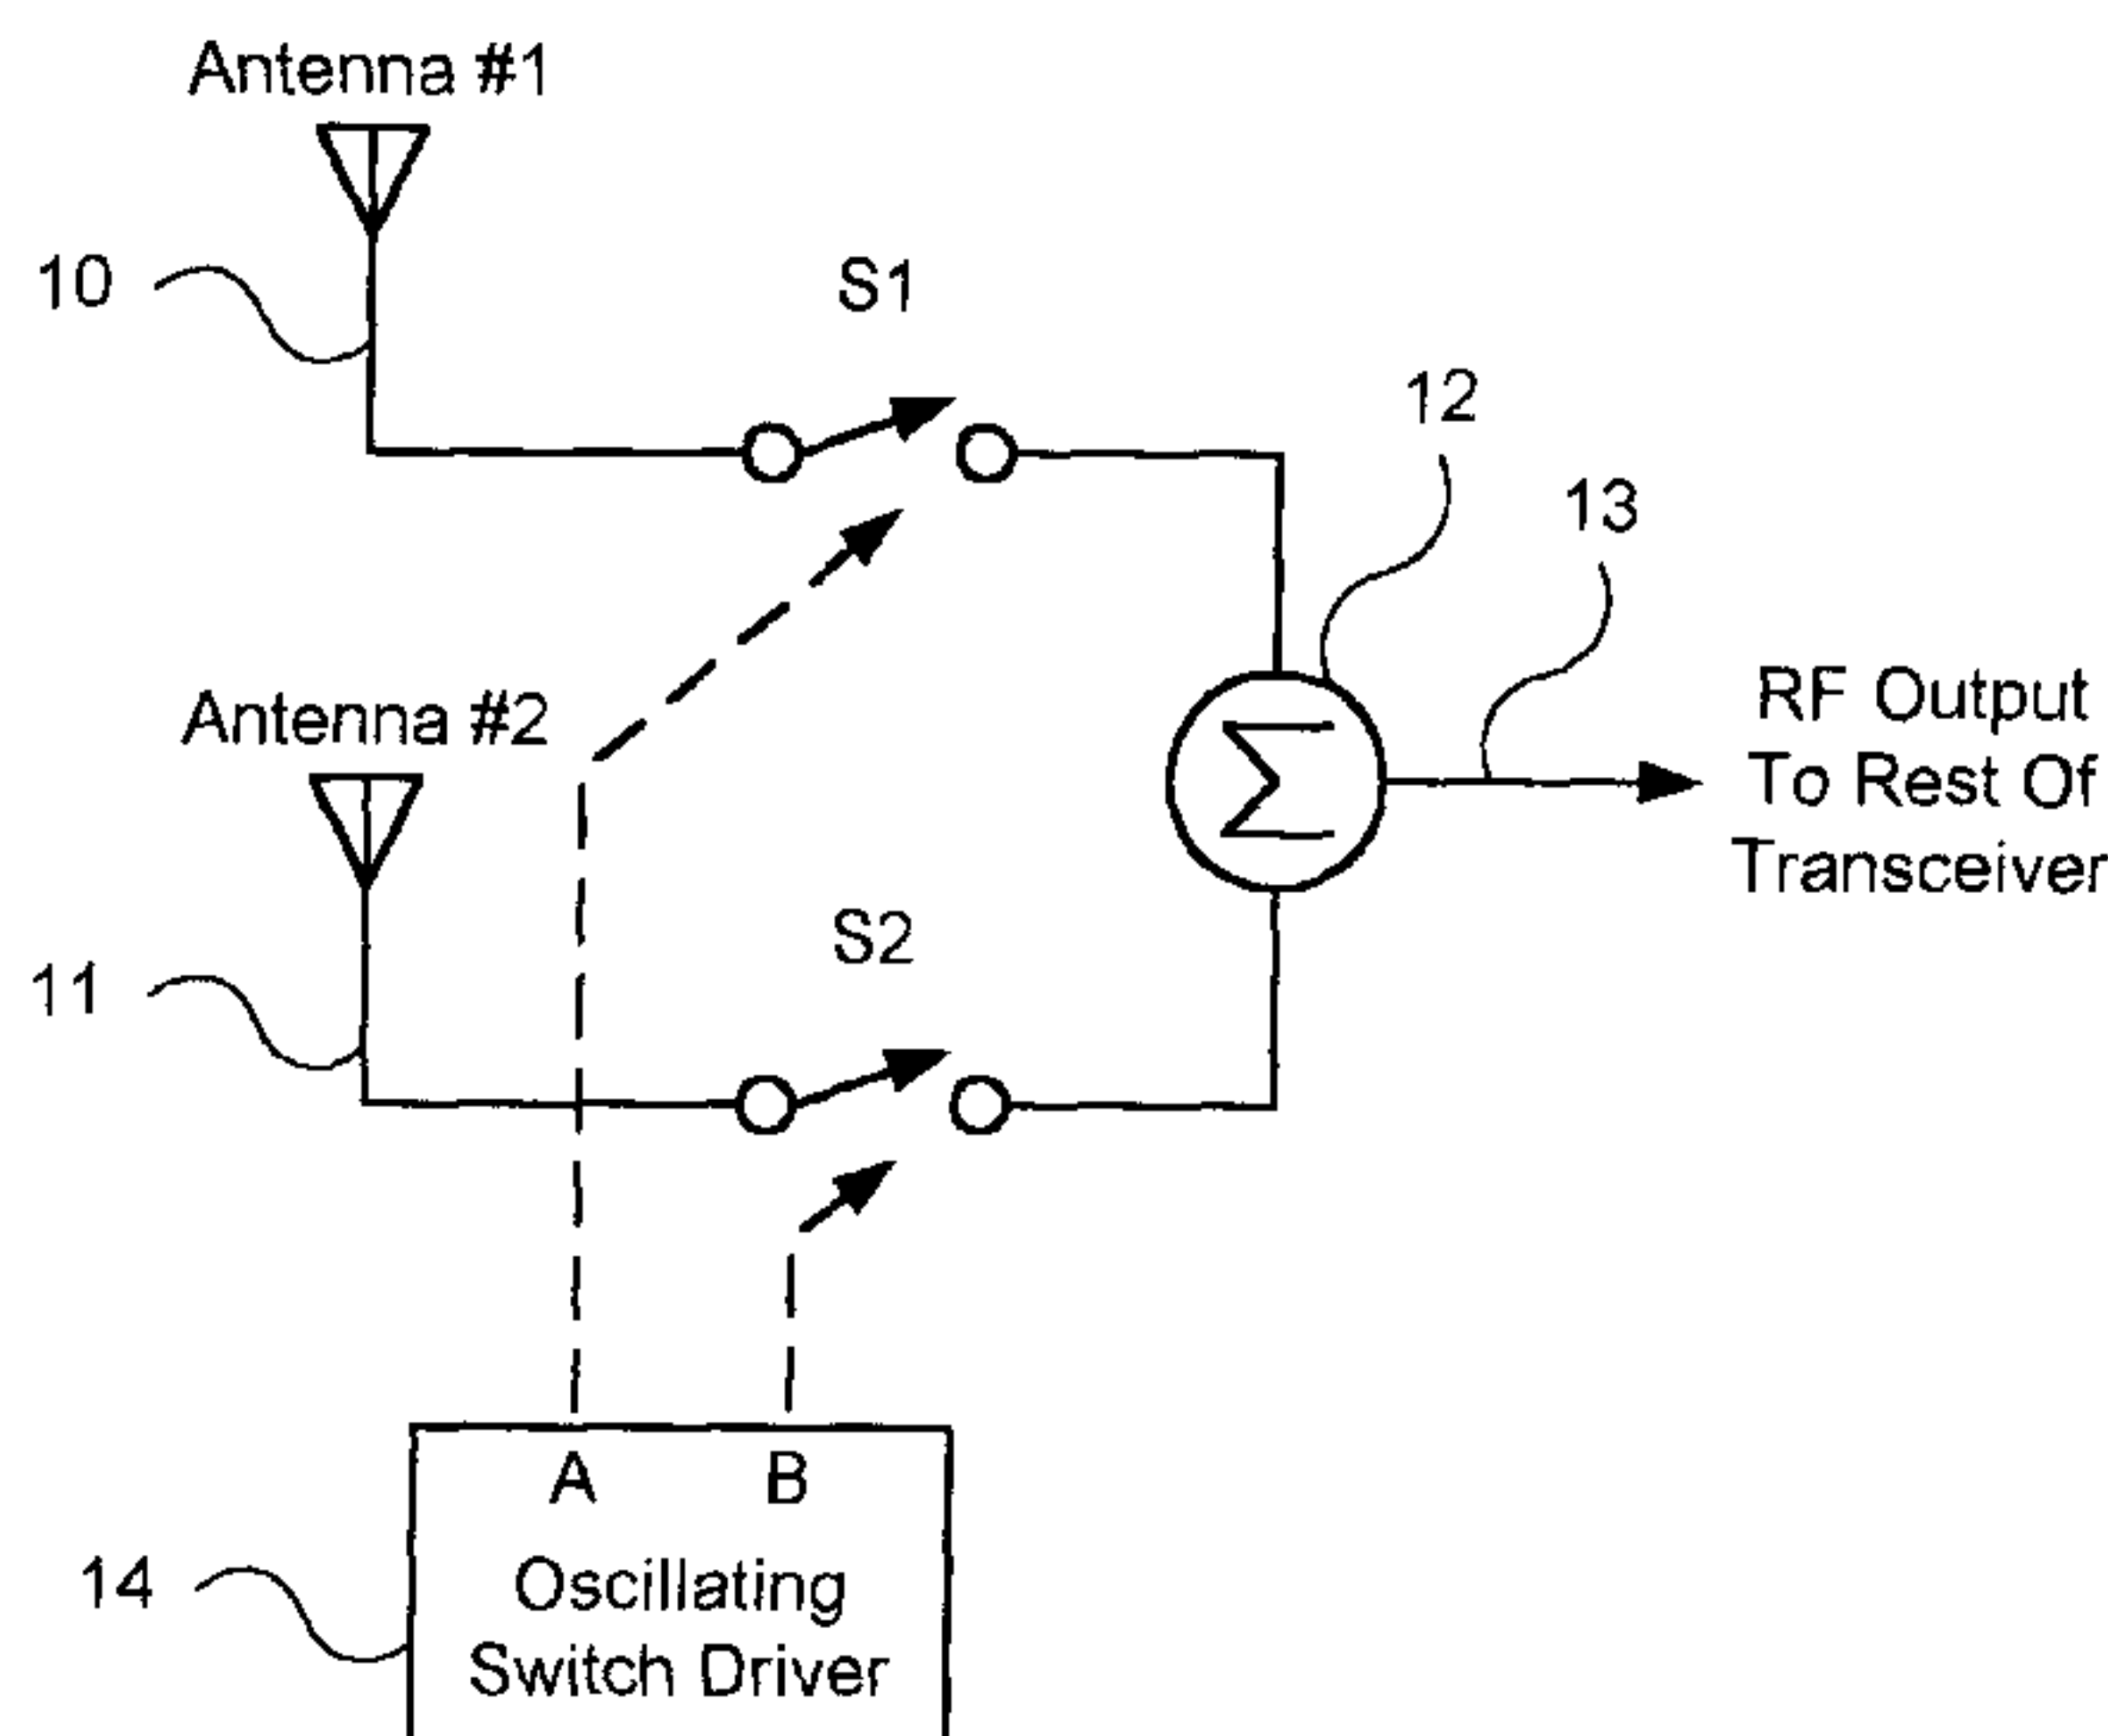 Antenna #1
10
S1
12
13
Antenna #2
RF Output
To Rest Of
Transceiver
Σ
11
S2
A B
14
Oscillating
Switch Driver